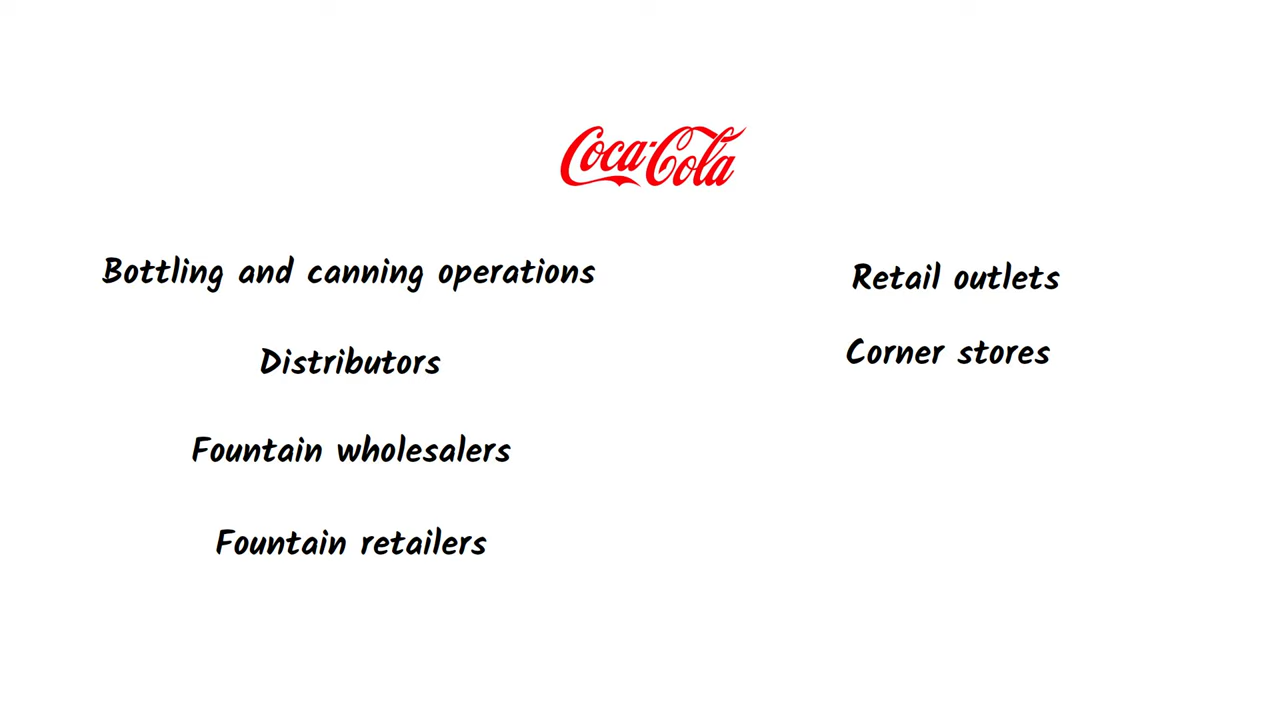 Coca-Cola
Bottling and canning operations
Distributors
Fountain wholesalers
Fountain retailers
Retail outlets
Corner stores